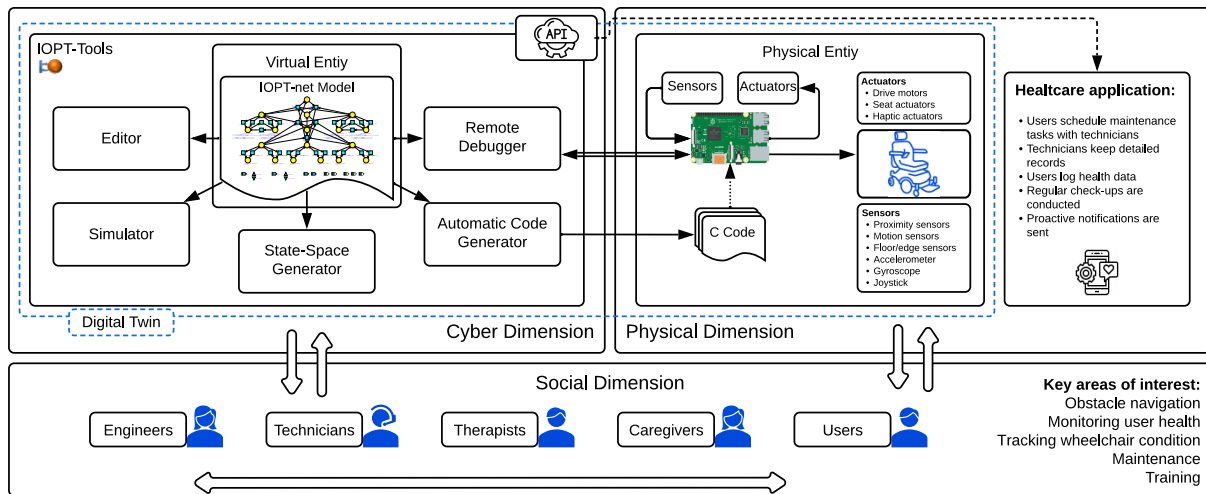 IOPT-Tools
API
Virtual Entiy
IOPT-net Model
Editor
Remote
Debugger
Simulator
State-Space
Generator
Automatic Code
Generator
Digital Twin
Cyber Dimension
Physical Entiy
Sensors
Actuators
C Code
Actuators
• Drive motors
• Seat actuators
• Haptic actuators
Sensors
• Proximity sensors
• Motion sensors
• Floor/edge sensors
• Accelerometer
• Gyroscope
• Joystick
Physical Dimension
Healtcare application:
• Users schedule maintenance
tasks with technicians
• Technicians keep detailed
records
• Users log health data
• Regular check-ups are
conducted
• Proactive notifications are
sent
Social Dimension
Engineers
Technicians
Therapists
Caregivers
Users
Key areas of interest:
Obstacle navigation
Monitoring user health
Tracking wheelchair condition
Maintenance
Training